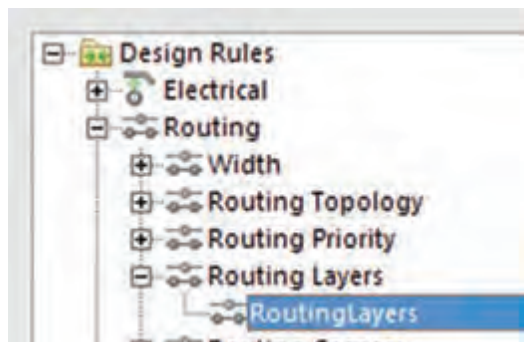 Design Rules
Electrical
Routing
Width
Routing Topology
Routing Priority
Routing Layers
RoutingLayers